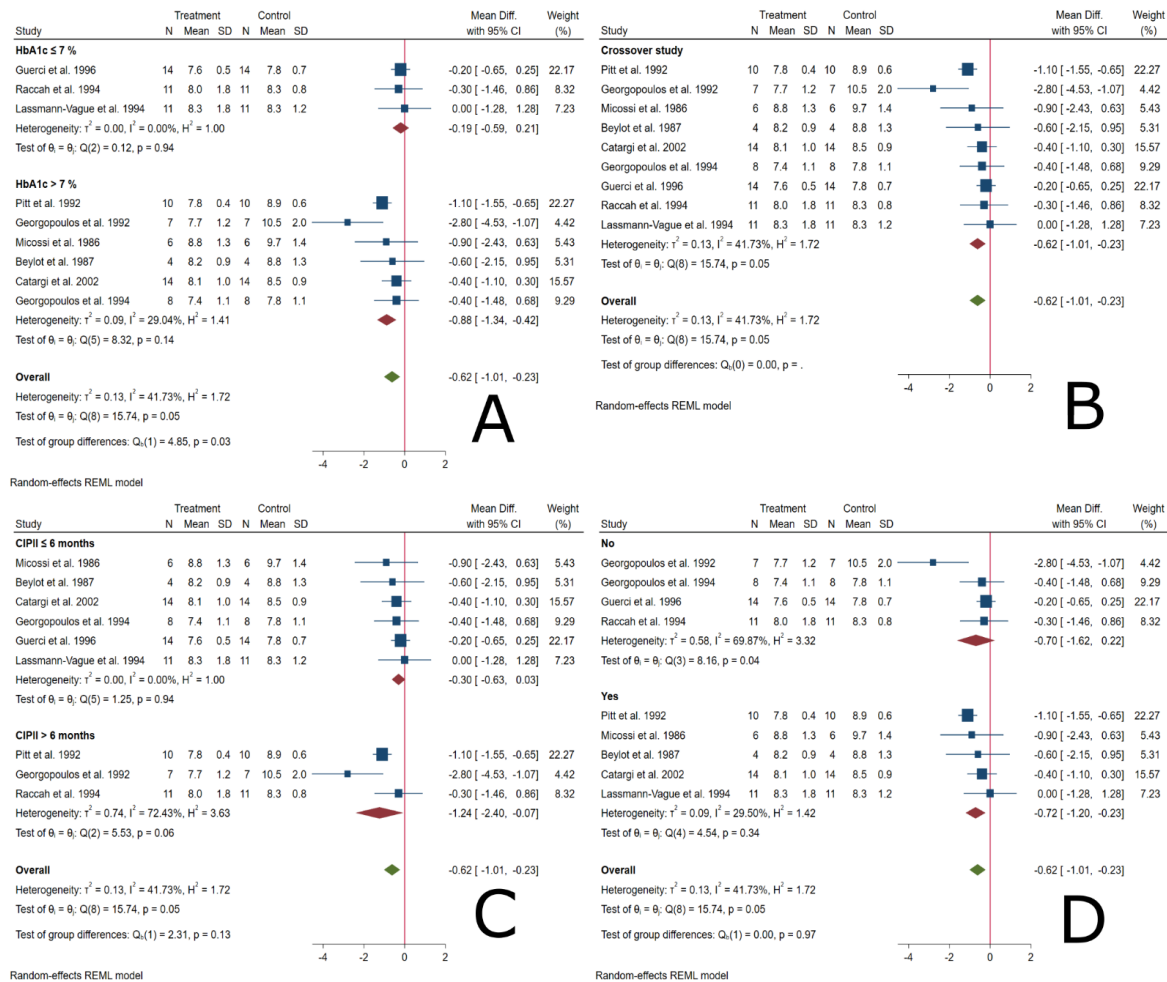 Treatment Control Mean Diff. Weight
Study N Mean SD N Mean SD with 95% CI (%)
HbA1c ≤ 7 %
Guerci et al. 1996 14 7.6 0.5 14 7.8 0.7 -0.20 [ -0.65, 0.25] 22.17
Raccah et al. 1994 11 8.0 1.8 11 8.3 0.8 -0.30 [ -1.46, 0.86] 8.32
Lassmann-Vague et al. 1994 11 8.3 1.8 11 8.3 1.2 0.00 [ -1.28, 1.28] 7.23
Heterogeneity: τ² = 0.00, I² = 0.00%, H² = 1.00 -0.19 [ -0.59, 0.21]
Test of θᵢ = θⱼ: Q(2) = 0.12, p = 0.94
HbA1c > 7 %
Pitt et al. 1992 10 7.8 0.4 10 8.9 0.6 -1.10 [ -1.55, -0.65] 22.27
Georgopoulos et al. 1992 7 7.7 1.2 7 10.5 2.0 -2.80 [ -4.53, -1.07] 4.42
Micossi et al. 1986 6 8.8 1.3 6 9.7 1.4 -0.90 [ -2.43, 0.63] 5.43
Beylot et al. 1987 4 8.2 0.9 4 8.8 1.3 -0.60 [ -2.15, 0.95] 5.31
Catargi et al. 2002 14 8.1 1.0 14 8.5 0.9 -0.40 [ -1.10, 0.30] 15.57
Georgopoulos et al. 1994 8 7.4 1.1 8 7.8 1.1 -0.40 [ -1.48, 0.68] 9.29
Heterogeneity: τ² = 0.09, I² = 29.04%, H² = 1.41 -0.88 [ -1.34, -0.42]
Test of θᵢ = θⱼ: Q(5) = 8.32, p = 0.14
Overall -0.62 [ -1.01, -0.23]
Heterogeneity: τ² = 0.13, I² = 41.73%, H² = 1.72
Test of θᵢ = θⱼ: Q(8) = 15.74, p = 0.05
Test of group differences: Q_b(1) = 4.85, p = 0.03
A
-4 -2 0 2
Random-effects REML model
Treatment Control Mean Diff. Weight
Study N Mean SD N Mean SD with 95% CI (%)
Crossover study
Pitt et al. 1992 10 7.8 0.4 10 8.9 0.6 -1.10 [ -1.55, -0.65] 22.27
Georgopoulos et al. 1992 7 7.7 1.2 7 10.5 2.0 -2.80 [ -4.53, -1.07] 4.42
Micossi et al. 1986 6 8.8 1.3 6 9.7 1.4 -0.90 [ -2.43, 0.63] 5.43
Beylot et al. 1987 4 8.2 0.9 4 8.8 1.3 -0.60 [ -2.15, 0.95] 5.31
Catargi et al. 2002 14 8.1 1.0 14 8.5 0.9 -0.40 [ -1.10, 0.30] 15.57
Georgopoulos et al. 1994 8 7.4 1.1 8 7.8 1.1 -0.40 [ -1.48, 0.68] 9.29
Guerci et al. 1996 14 7.6 0.5 14 7.8 0.7 -0.20 [ -0.65, 0.25] 22.17
Raccah et al. 1994 11 8.0 1.8 11 8.3 0.8 -0.30 [ -1.46, 0.86] 8.32
Lassmann-Vague et al. 1994 11 8.3 1.8 11 8.3 1.2 0.00 [ -1.28, 1.28] 7.23
Heterogeneity: τ² = 0.13, I² = 41.73%, H² = 1.72 -0.62 [ -1.01, -0.23]
Test of θᵢ = θⱼ: Q(8) = 15.74, p = 0.05
Overall -0.62 [ -1.01, -0.23]
Heterogeneity: τ² = 0.13, I² = 41.73%, H² = 1.72
Test of θᵢ = θⱼ: Q(8) = 15.74, p = 0.05
Test of group differences: Q_b(0) = 0.00, p = .
B
-4 -2 0 2
Random-effects REML model
Treatment Control Mean Diff. Weight
Study N Mean SD N Mean SD with 95% CI (%)
CIPII ≤ 6 months
Micossi et al. 1986 6 8.8 1.3 6 9.7 1.4 -0.90 [ -2.43, 0.63] 5.43
Beylot et al. 1987 4 8.2 0.9 4 8.8 1.3 -0.60 [ -2.15, 0.95] 5.31
Catargi et al. 2002 14 8.1 1.0 14 8.5 0.9 -0.40 [ -1.10, 0.30] 15.57
Georgopoulos et al. 1994 8 7.4 1.1 8 7.8 1.1 -0.40 [ -1.48, 0.68] 9.29
Guerci et al. 1996 14 7.6 0.5 14 7.8 0.7 -0.20 [ -0.65, 0.25] 22.17
Lassmann-Vague et al. 1994 11 8.3 1.8 11 8.3 1.2 0.00 [ -1.28, 1.28] 7.23
Heterogeneity: τ² = 0.00, I² = 0.00%, H² = 1.00 -0.30 [ -0.63, 0.03]
Test of θᵢ = θⱼ: Q(5) = 1.25, p = 0.94
CIPII > 6 months
Pitt et al. 1992 10 7.8 0.4 10 8.9 0.6 -1.10 [ -1.55, -0.65] 22.27
Georgopoulos et al. 1992 7 7.7 1.2 7 10.5 2.0 -2.80 [ -4.53, -1.07] 4.42
Raccah et al. 1994 11 8.0 1.8 11 8.3 0.8 -0.30 [ -1.46, 0.86] 8.32
Heterogeneity: τ² = 0.74, I² = 72.43%, H² = 3.63 -1.24 [ -2.40, -0.07]
Test of θᵢ = θⱼ: Q(2) = 5.53, p = 0.06
Overall -0.62 [ -1.01, -0.23]
Heterogeneity: τ² = 0.13, I² = 41.73%, H² = 1.72
Test of θᵢ = θⱼ: Q(8) = 15.74, p = 0.05
Test of group differences: Q_b(1) = 2.31, p = 0.13
C
-4 -2 0 2
Random-effects REML model
Treatment Control Mean Diff. Weight
Study N Mean SD N Mean SD with 95% CI (%)
No
Georgopoulos et al. 1992 7 7.7 1.2 7 10.5 2.0 -2.80 [ -4.53, -1.07] 4.42
Georgopoulos et al. 1994 8 7.4 1.1 8 7.8 1.1 -0.40 [ -1.48, 0.68] 9.29
Guerci et al. 1996 14 7.6 0.5 14 7.8 0.7 -0.20 [ -0.65, 0.25] 22.17
Raccah et al. 1994 11 8.0 1.8 11 8.3 0.8 -0.30 [ -1.46, 0.86] 8.32
Heterogeneity: τ² = 0.58, I² = 69.87%, H² = 3.32 -0.70 [ -1.62, 0.22]
Test of θᵢ = θⱼ: Q(3) = 8.16, p = 0.04
Yes
Pitt et al. 1992 10 7.8 0.4 10 8.9 0.6 -1.10 [ -1.55, -0.65] 22.27
Micossi et al. 1986 6 8.8 1.3 6 9.7 1.4 -0.90 [ -2.43, 0.63] 5.43
Beylot et al. 1987 4 8.2 0.9 4 8.8 1.3 -0.60 [ -2.15, 0.95] 5.31
Catargi et al. 2002 14 8.1 1.0 14 8.5 0.9 -0.40 [ -1.10, 0.30] 15.57
Lassmann-Vague et al. 1994 11 8.3 1.8 11 8.3 1.2 0.00 [ -1.28, 1.28] 7.23
Heterogeneity: τ² = 0.09, I² = 29.50%, H² = 1.42 -0.72 [ -1.20, -0.23]
Test of θᵢ = θⱼ: Q(4) = 4.54, p = 0.34
Overall -0.62 [ -1.01, -0.23]
Heterogeneity: τ² = 0.13, I² = 41.73%, H² = 1.72
Test of θᵢ = θⱼ: Q(8) = 15.74, p = 0.05
Test of group differences: Q_b(1) = 0.00, p = 0.97
D
-4 -2 0 2
Random-effects REML model